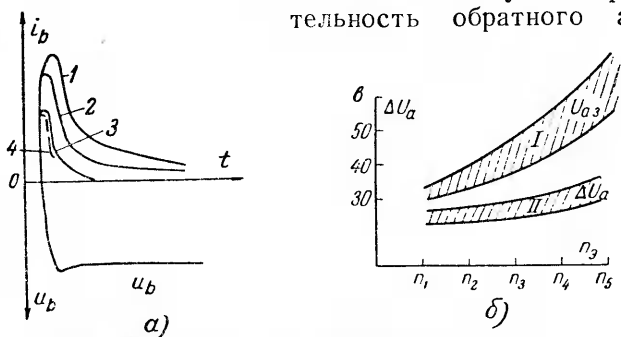 тельность обратного а
i_b
1
2
3
4
t
0
u_b
u_b
а)
в
ΔU_a
50
40
30
I
U_аз
II
ΔU_a
n_э
n_1
n_2
n_3
n_4
n_5
б)